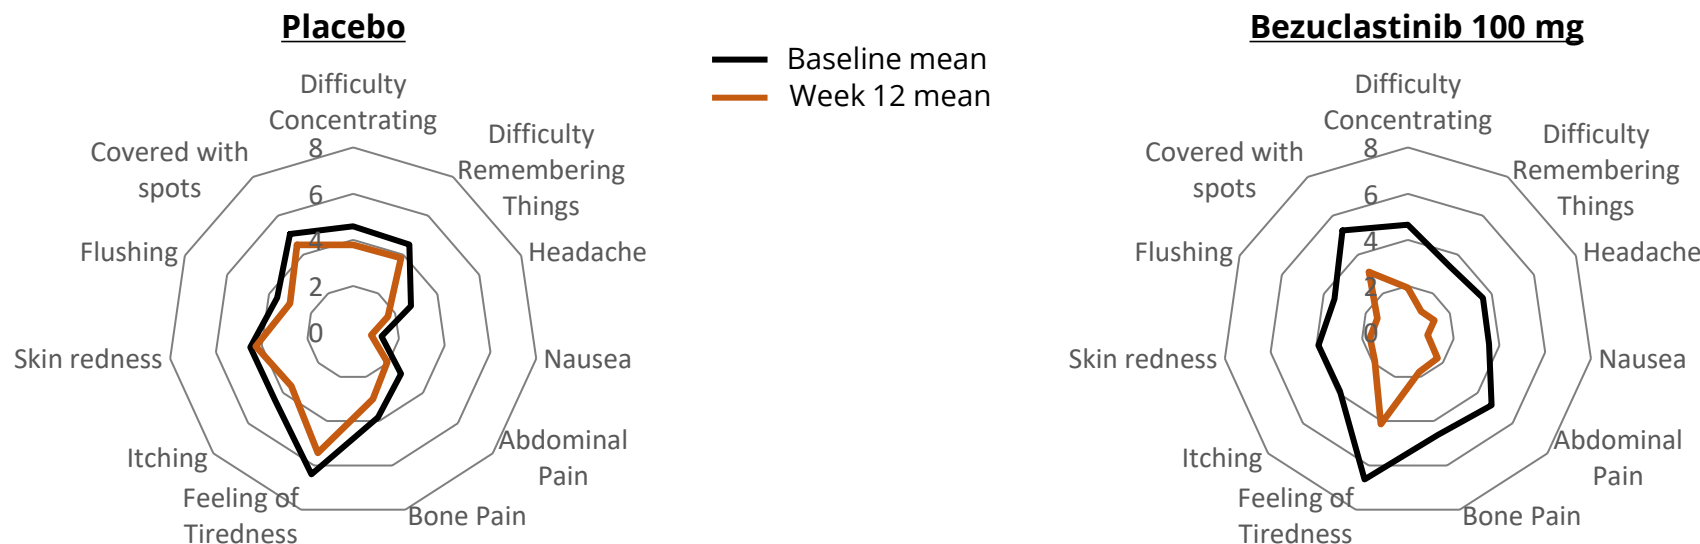 Placebo
Difficulty
Concentrating
Difficulty
Remembering
Things
Headache
Nausea
Abdominal
Pain
Bone Pain
Feeling of
Tiredness
Itching
Skin redness
Flushing
Covered with
spots
8
6
4
2
0
Baseline mean
Week 12 mean
Bezuclastinib 100 mg
Difficulty
Concentrating
Difficulty
Remembering
Things
Headache
Nausea
Abdominal
Pain
Bone Pain
Feeling of
Tiredness
Itching
Skin redness
Flushing
Covered with
spots
8
6
4
2
0